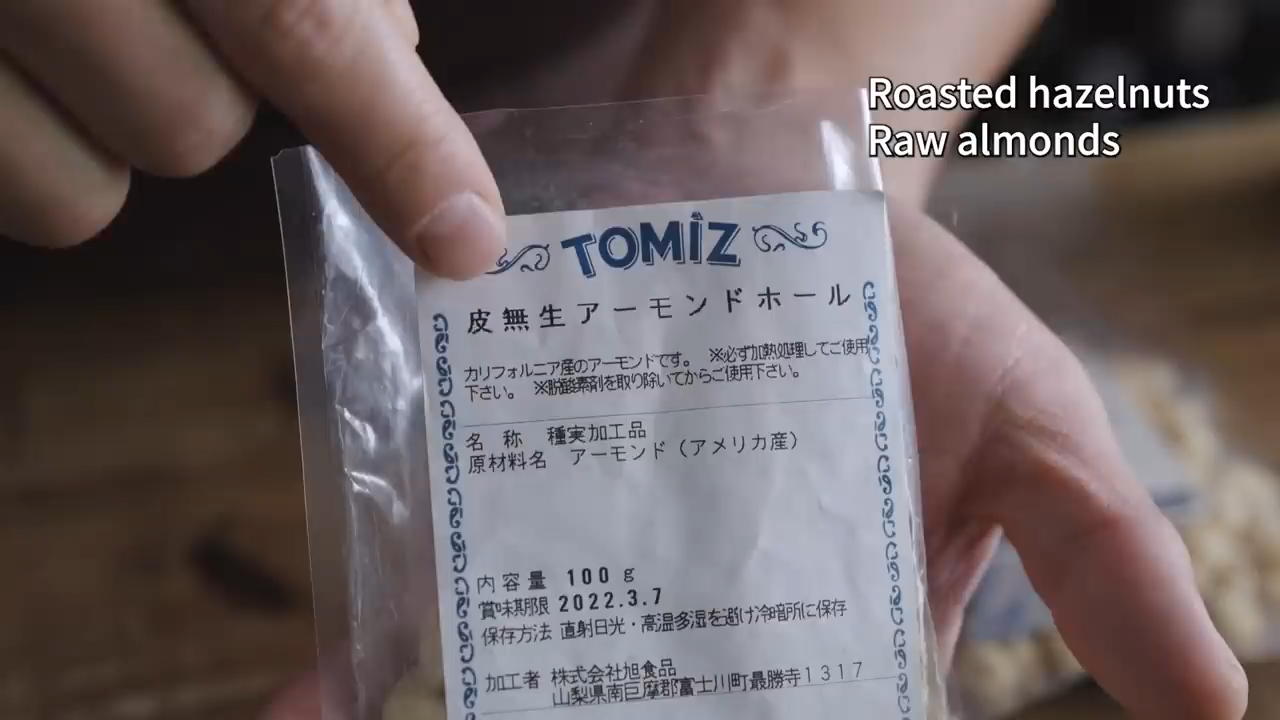 Roasted hazelnuts
Raw almonds
TOMIZ
皮無生アーモンドホール
カリフォルニア産のアーモンドです。 ※必ず加熱処理してご使用
下さい。 ※脱酸素剤を取り除いてからご使用下さい。
名 称 種実加工品
原材料名 アーモンド（アメリカ産）
内容量 100 g
賞味期限 2022.3.7
保存方法 直射日光・高温多湿を避け冷暗所に保存
加工者 株式会社旭食品
山梨県南巨摩郡富士川町最勝寺1317